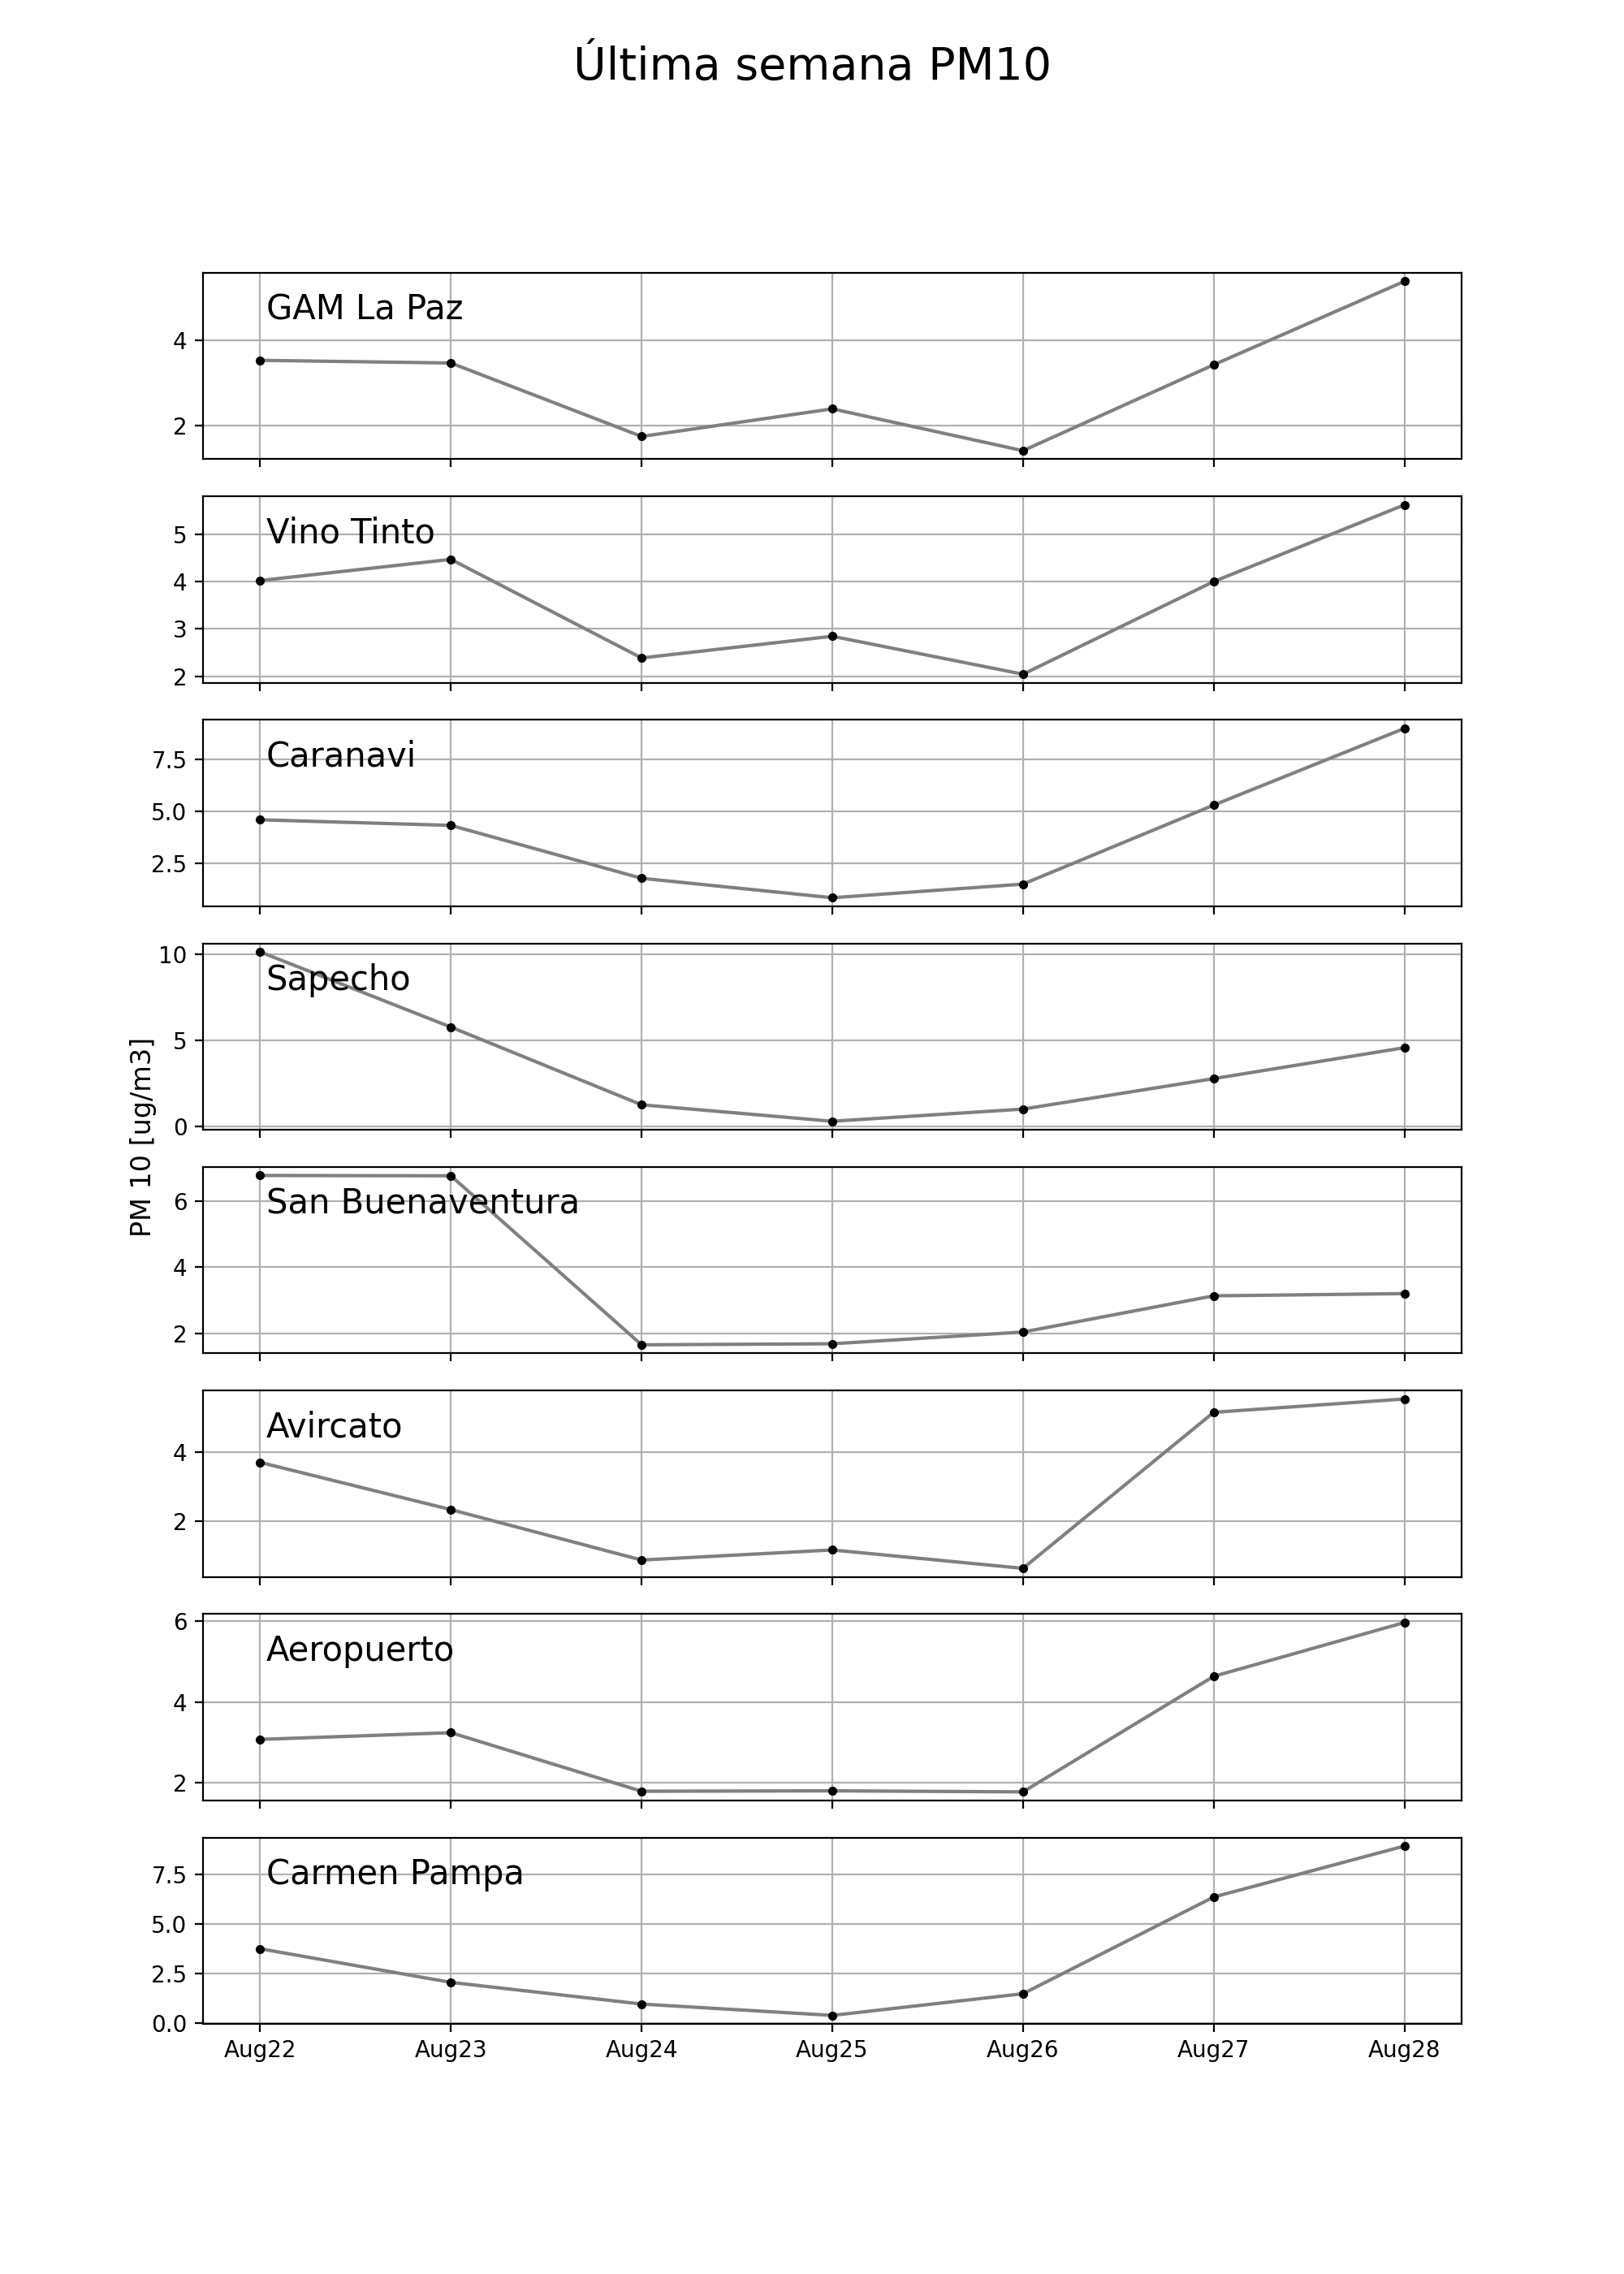 Última semana PM10
GAM La Paz
4
2
Vino Tinto
5
4
3
2
Caranavi
7.5
5.0
2.5
Sapecho
10
5
0
PM 10 [ug/m3]
San Buenaventura
6
4
2
Avircato
4
2
Aeropuerto
6
4
2
Carmen Pampa
7.5
5.0
2.5
0.0
Aug22 Aug23 Aug24 Aug25 Aug26 Aug27 Aug28